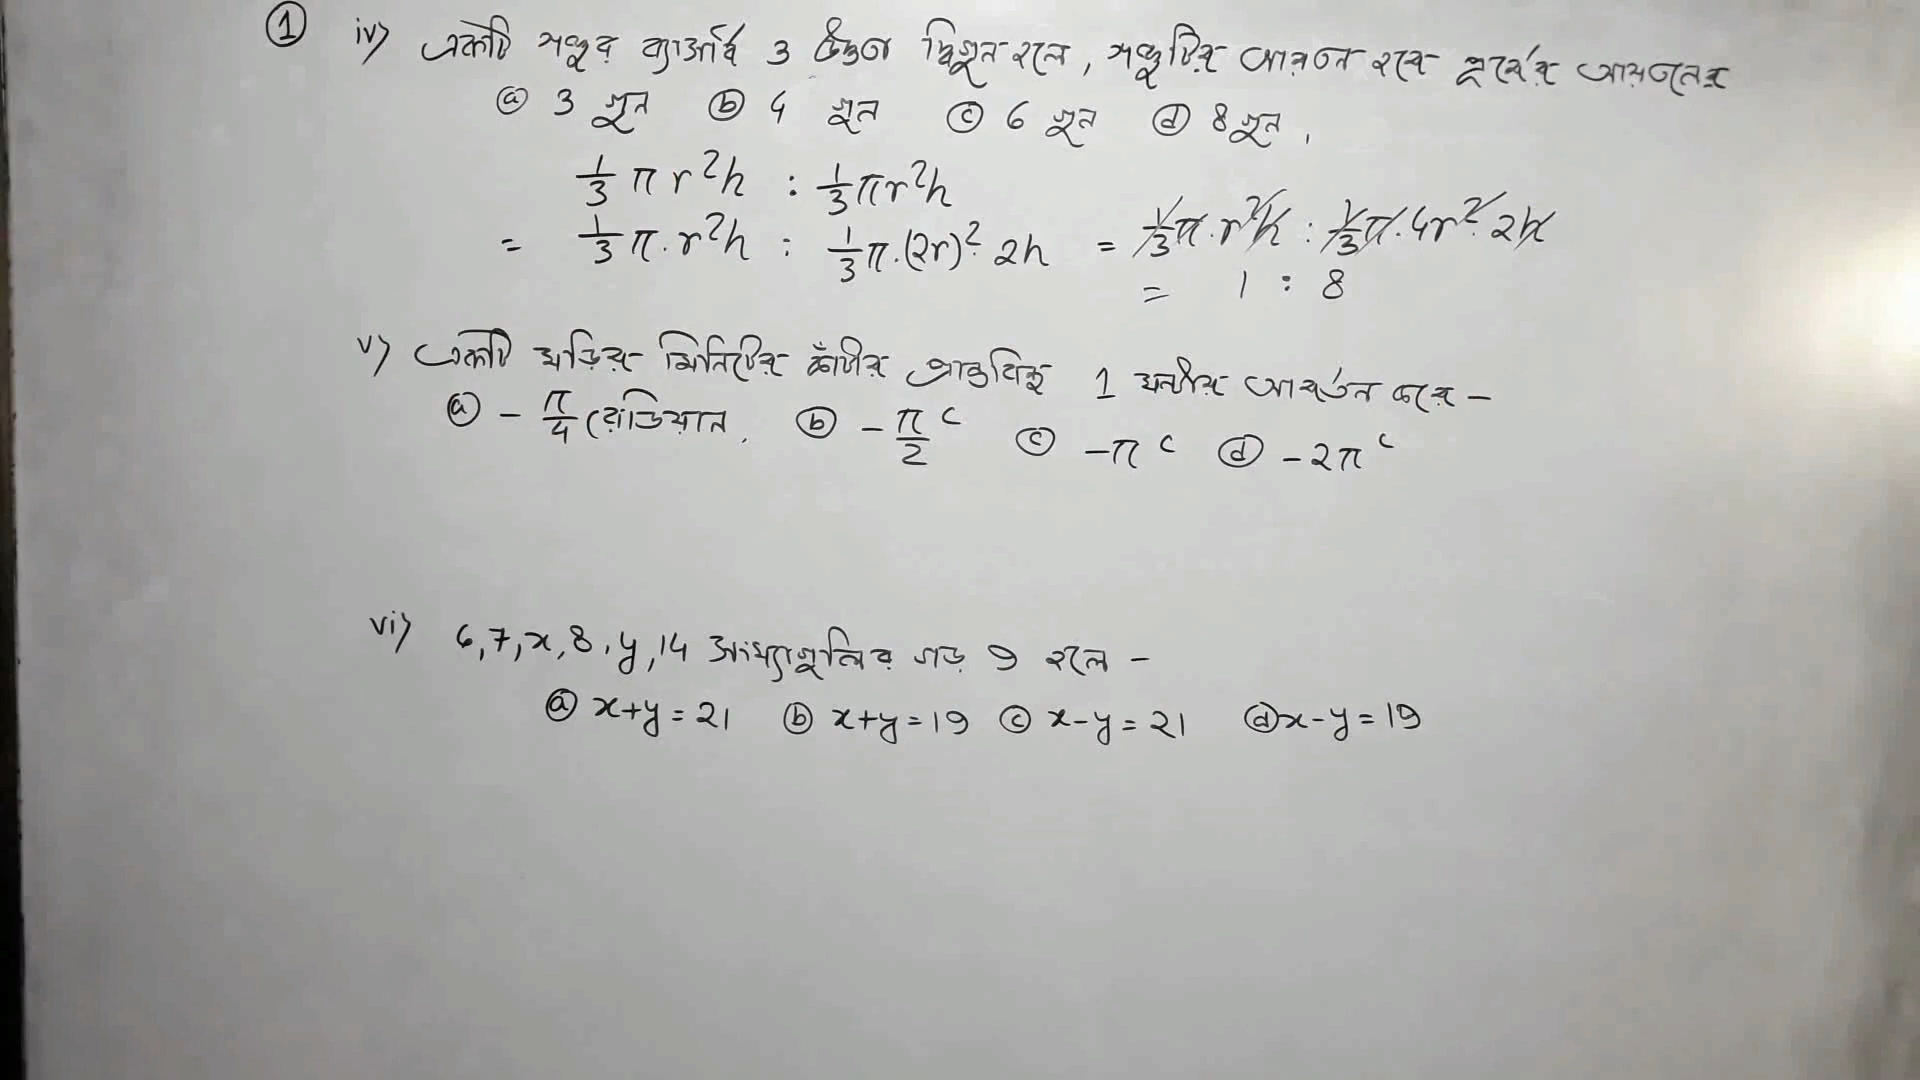 ① iv) একটি শঙ্কুর ব্যাসার্ধ ও উচ্চতা দ্বিগুন হলে, শঙ্কুটির আয়তন হবে পূর্বের আয়তনের
ⓐ 3 গুন ⓑ 4 গুন ⓒ 6 গুন ⓓ 8 গুন,
1/3 π r²h : 1/3 πr²h
= 1/3 π. r²h : 1/3 π.(2r)². 2h = 1/3 π. r²h : 1/3 π. 4r². 2h
= 1 : 8
v) একটি ঘড়ির মিনিটের কাঁটার প্রান্তবিন্দু 1 ঘন্টায় আবর্তন করে –
ⓐ – π/4 রেডিয়ান, ⓑ – π/2 ᶜ ⓒ –π ᶜ ⓓ – 2π ᶜ
vi) 6, 7, x, 8, y, 14 সংখ্যাগুলির গড় 9 হলে –
ⓐ x+y = 21 ⓑ x+y = 19 ⓒ x-y = 21 ⓓ x-y = 19